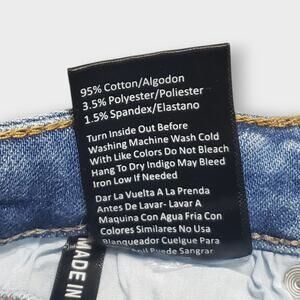 95% Cotton/Algodon
3.5% Polyester/Poliester
1.5% Spandex/Elastano
Turn Inside Out Before
Washing Machine Wash Cold
With Like Colors Do Not Bleach
Hang To Dry Indigo May Bleed
Iron Low If Needed
Dar La Vuelta A La Prenda
Antes De Lavar- Lavar A
Maquina Con Agua Fria Con
Colores Similares No Usa
Blanqueador Cuelgue Para
Puede Sangrar
MADE IN